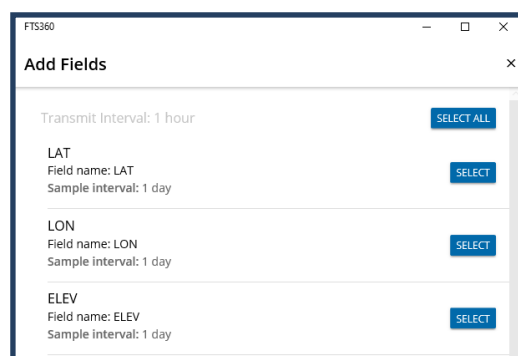 FTS360
Add Fields
Transmit Interval: 1 hour
SELECT ALL
LAT
Field name: LAT
Sample interval: 1 day
SELECT
LON
Field name: LON
Sample interval: 1 day
SELECT
ELEV
Field name: ELEV
Sample interval: 1 day
SELECT